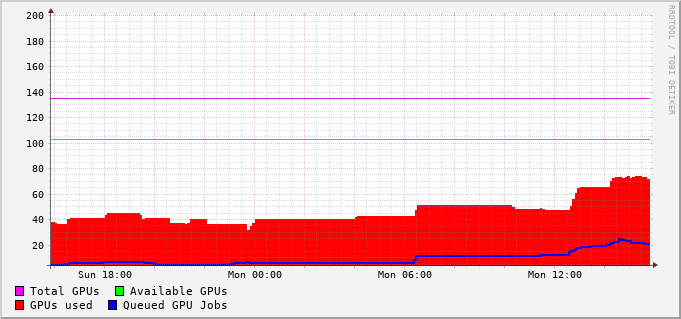 200
180
160
140
120
100
80
60
40
20
Sun 18:00 Mon 00:00 Mon 06:00 Mon 12:00
Total GPUs Available GPUs
GPUs used Queued GPU Jobs
RRDTOOL / TOBI OETIKER